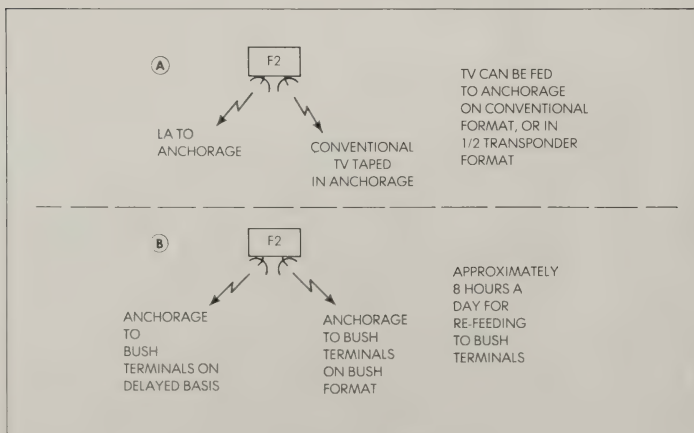 A
F2
LA TO
ANCHORAGE
CONVENTIONAL
TV TAPED
IN ANCHORAGE
TV CAN BE FED
TO ANCHORAGE
ON CONVENTIONAL
FORMAT, OR IN
1/2 TRANSPONDER
FORMAT
B
F2
ANCHORAGE
TO
BUSH
TERMINALS ON
DELAYED BASIS
ANCHORAGE
TO BUSH
TERMINALS
ON BUSH
FORMAT
APPROXIMATELY
8 HOURS A
DAY FOR
RE-FEEDING
TO BUSH
TERMINALS